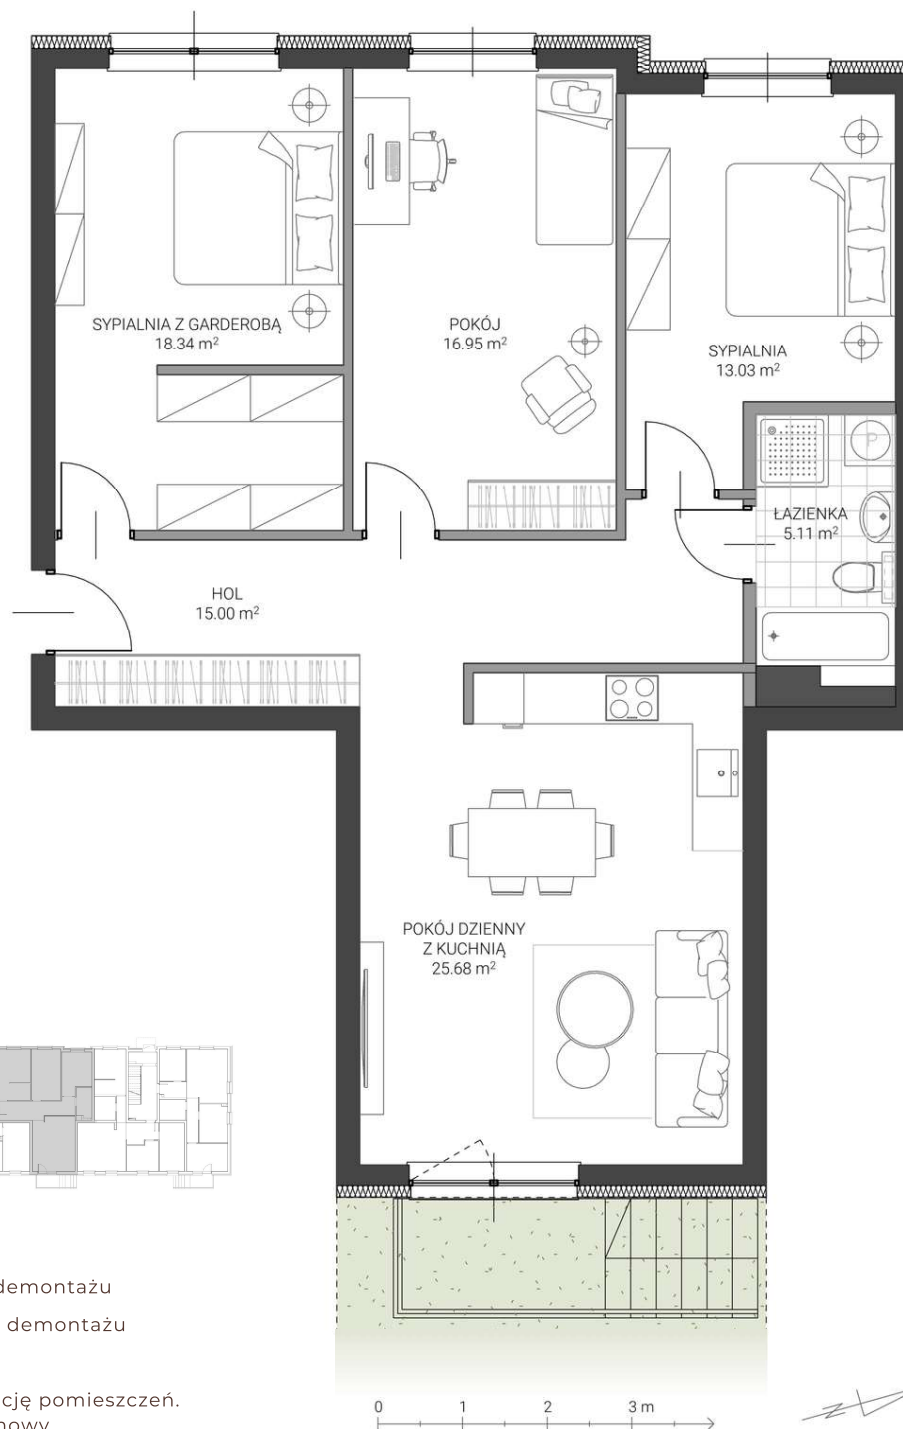 SYPIALNIA Z GARDEROBĄ
18.34 m²
POKÓJ
16.95 m²
SYPIALNIA
13.03 m²
ŁAZIENKA
5.11 m²
HOL
15.00 m²
POKÓJ DZIENNY
Z KUCHNIĄ
25.68 m²
demontażu
demontażu
cję pomieszczeń.
0 1 2 3 m